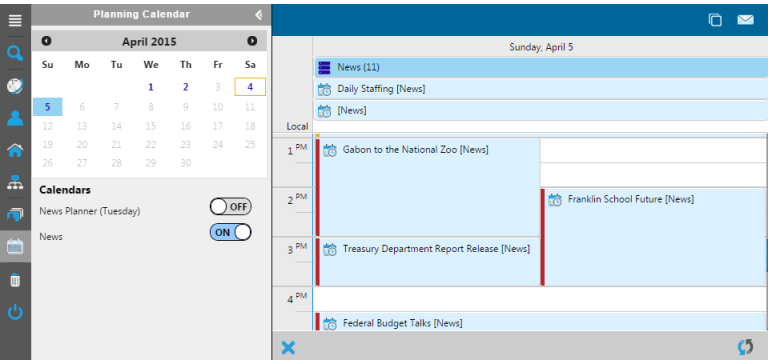 Planning Calendar
April 2015
Su Mo Tu We Th Fr Sa
1 2 3 4
5 6 7 8 9 10 11
12 13 14 15 16 17 18
19 20 21 22 23 24 25
26 27 28 29 30
Calendars
News Planner (Tuesday) OFF
News ON
Sunday, April 5
News (11)
Daily Staffing [News]
[News]
Local
1 PM Gabon to the National Zoo [News]
2 PM Franklin School Future [News]
3 PM Treasury Department Report Release [News]
4 PM
Federal Budget Talks [News]